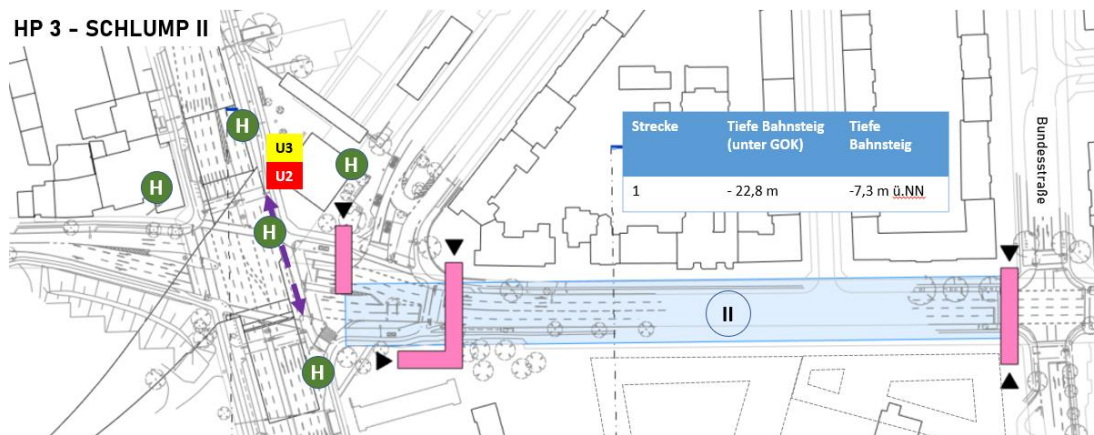 HP 3 - SCHLUMP II
H
U3
U2
H
H
H
H
Strecke
Tiefe Bahnsteig
(unter GOK)
Tiefe
Bahnsteig
1
- 22,8 m
-7,3 m ü.NN
Bundesstraße
II